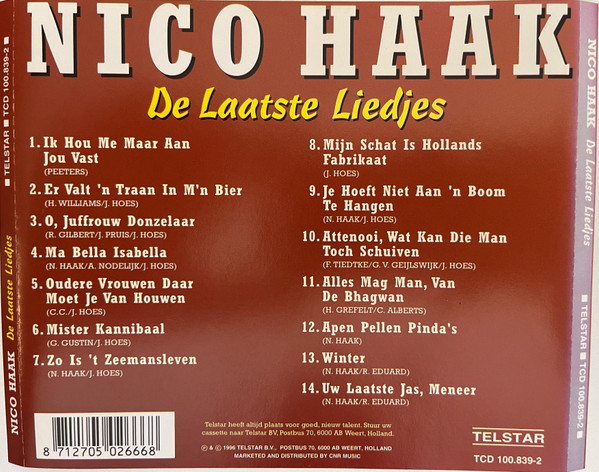 NICO HAAK
De Laatste Liedjes
1. Ik Hou Me Maar Aan
Jou Vast
(PEETERS)
2. Er Valt 'n Traan In M'n Bier
(H. WILLIAMS/J. HOES)
3. O, Juffrouw Donzelaar
(R. GILBERT/J. PRUIS/J. HOES)
4. Ma Bella Isabella
(N. HAAK/A. NODELIJK/J. HOES)
5. Oudere Vrouwen Daar
Moet Je Van Houwen
(C.C./J. HOES)
6. Mister Kannibaal
(G. GUSTIN/J. HOES)
7. Zo Is 't Zeemansleven
(N. HAAK/J. HOES)
8. Mijn Schat Is Hollands
Fabrikaat
(J. HOES)
9. Je Hoeft Niet Aan 'n Boom
Te Hangen
(N. HAAK/J. HOES)
10. Attenooi, Wat Kan Die Man
Toch Schuiven
(F. TIEDTKE/G. V. GEIJLSWIJK/J. HOES)
11. Alles Mag Man, Van
De Bhagwan
(H. GREFELT/C. ALBERTS)
12. Apen Pellen Pinda's
(N. HAAK)
13. Winter
(N. HAAK/R. EDUARD)
14. Uw Laatste Jas, Meneer
(N. HAAK/R. EDUARD)
8 712705 026668
Telstar heeft altijd plaats voor goed, nieuw talent. Stuur uw
cassette naar Telstar BV, Postbus 70, 6000 AB Weert, Holland.
℗ & © 1996 TELSTAR B.V., POSTBUS 70, 6000 AB WEERT, HOLLAND
MARKETED AND DISTRIBUTED BY CNR MUSIC
TELSTAR
TCD 100.839-2
NICO HAAK De Laatste Liedjes ■ TELSTAR ■ TCD 100.839-2 ■
NICO HAAK De Laatste Liedjes ■ TELSTAR ■ TCD 100.839-2 ■